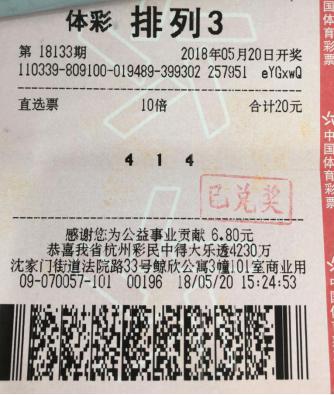 体彩 排列3
第 18133期 2018年05月20日开奖
110339-809100-019489-399302 257951 eYGxwQ
直选票 10倍 合计20元
4 1 4
已兑奖
感谢您为公益事业贡献 6.80元
恭喜我省杭州彩民中得大乐透4230万
沈家门街道法院路33号鲸欣公寓3幢101室商业用
09-070057-101 00196 18/05/20 15:24:53
中国体育彩票
中国体育彩票
中国体